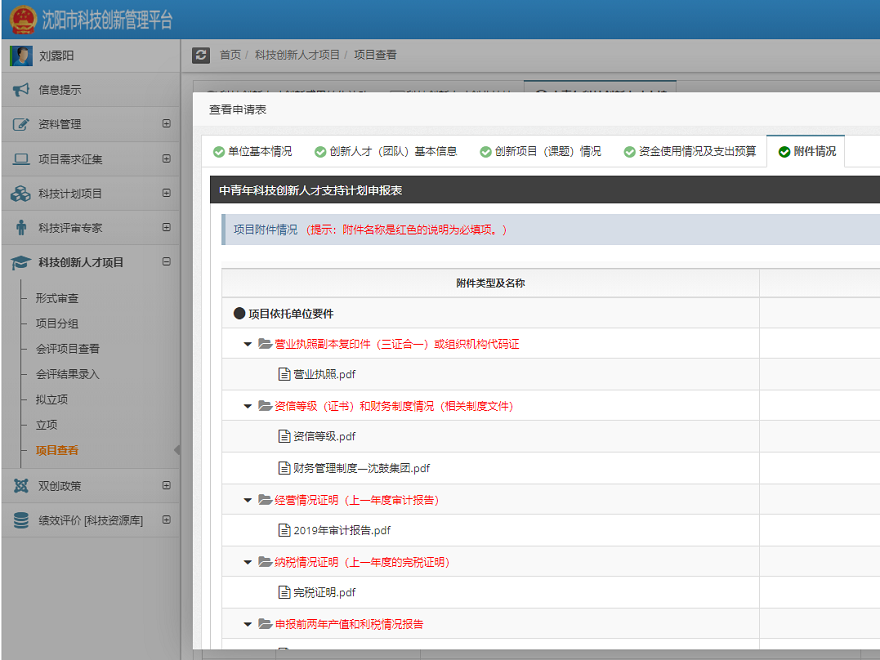 沈阳市科技创新管理平台
刘露阳
首页 / 科技创新人才项目 / 项目查看
信息提示
资料管理
项目需求征集
科技计划项目
科技评审专家
科技创新人才项目
形式审查
项目分组
会评项目查看
会评结果录入
拟立项
立项
项目查看
双创政策
绩效评价 [科技资源库]
查看申请表
单位基本情况 创新人才（团队）基本信息 创新项目（课题）情况 资金使用情况及支出预算 附件情况
中青年科技创新人才支持计划申报表
项目附件情况 （提示：附件名称是红色的说明为必填项。）
附件类型及名称
项目依托单位要件
营业执照副本复印件（三证合一）或组织机构代码证
营业执照.pdf
资信等级（证书）和财务制度情况（相关制度文件）
资信等级.pdf
财务管理制度—沈鼓集团.pdf
经营情况证明（上一年度审计报告）
2019年审计报告.pdf
纳税情况证明（上一年度的完税证明）
完税证明.pdf
申报前两年产值和利税情况报告